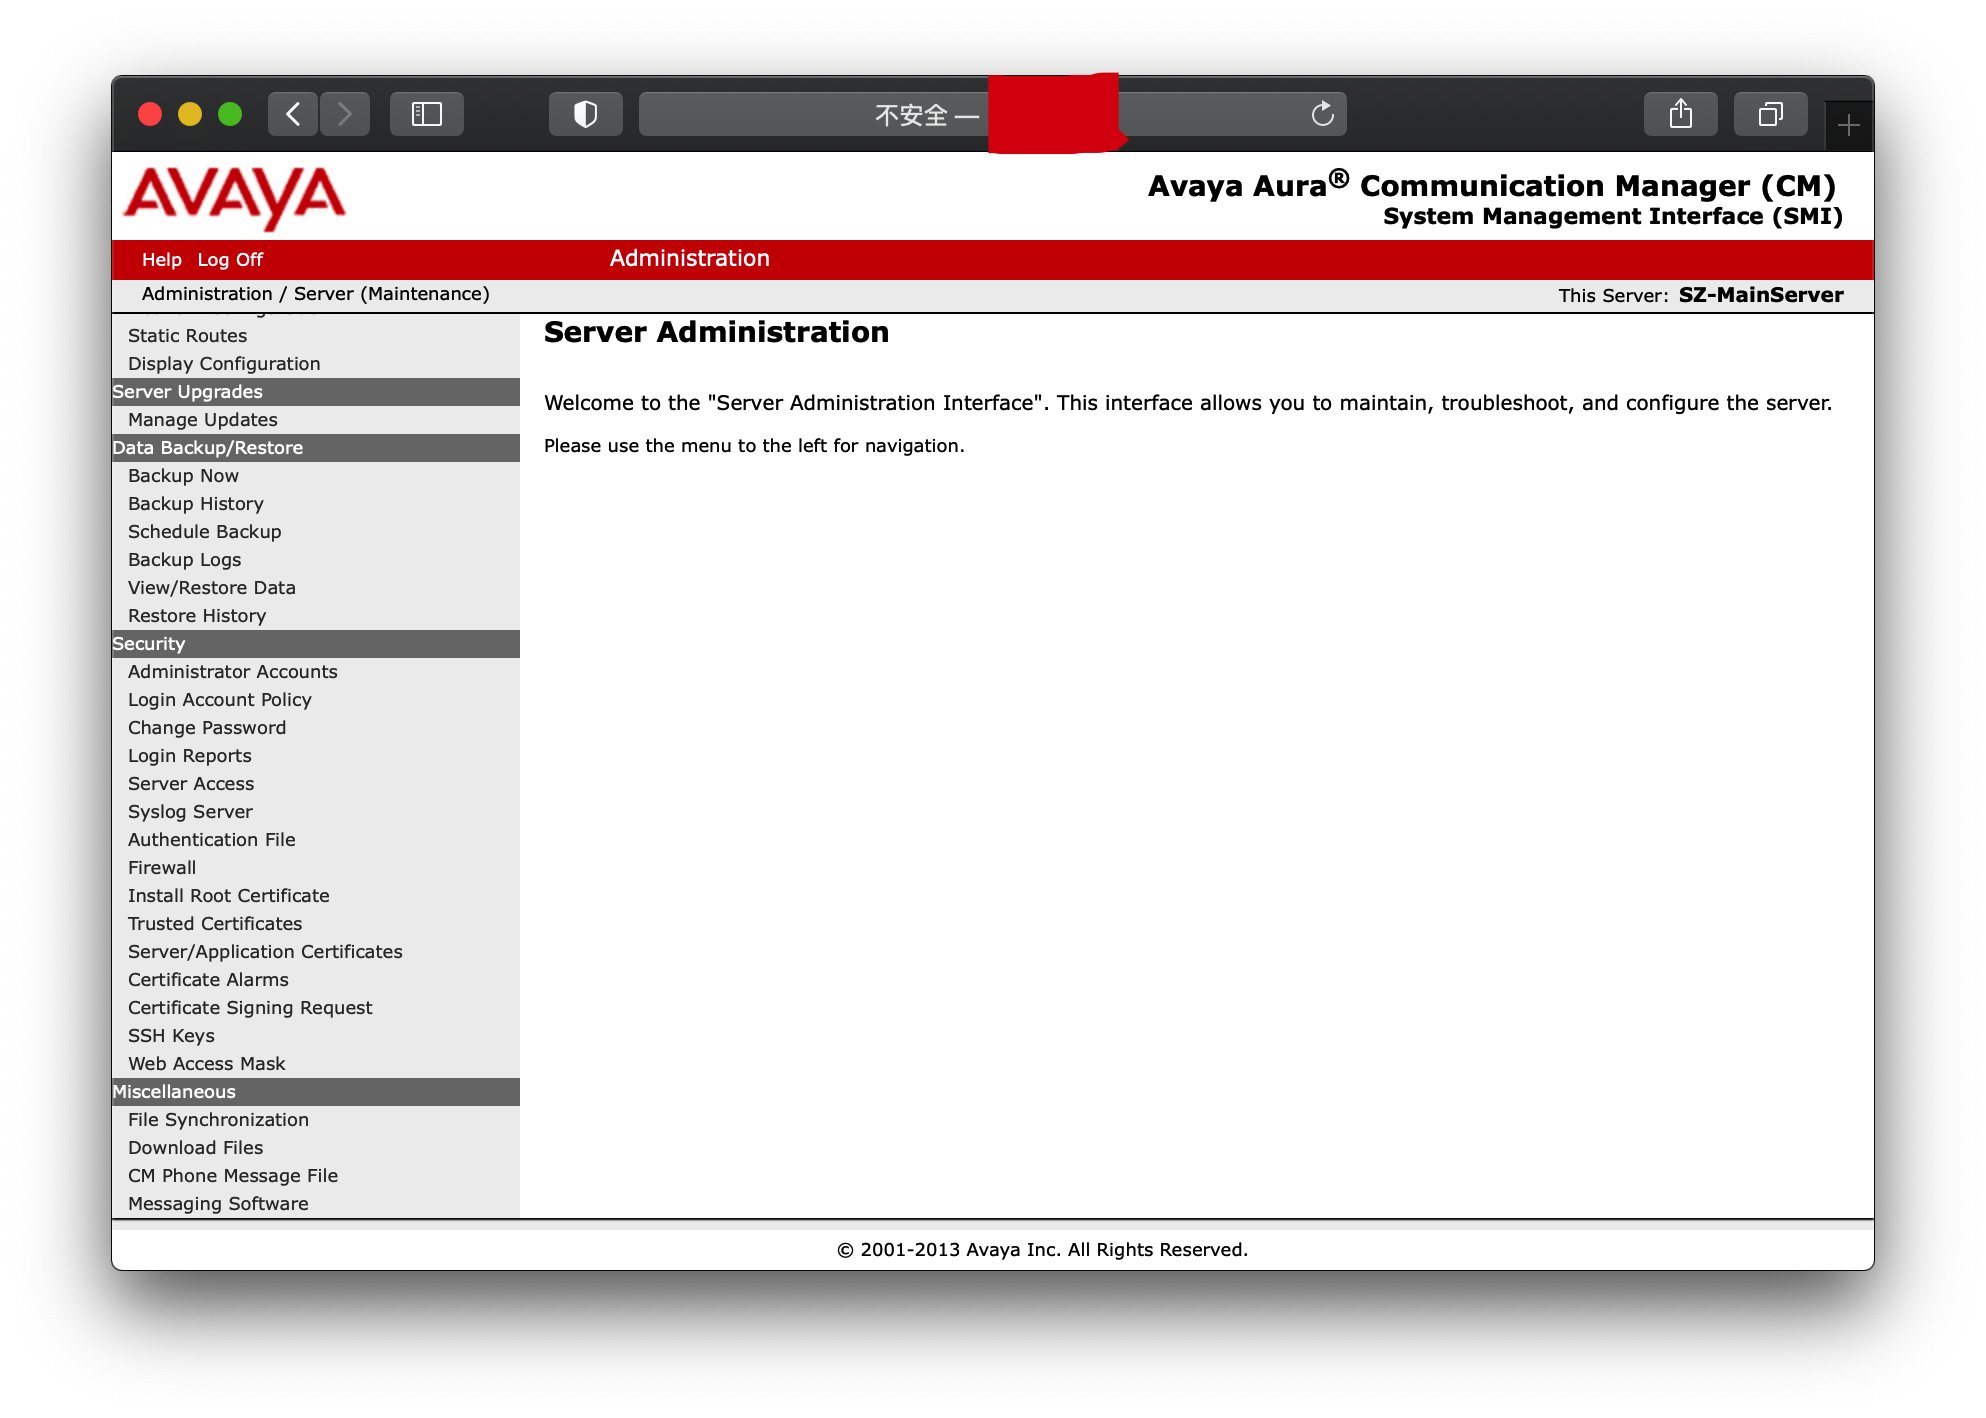 不安全 —
AVAYA
Avaya Aura® Communication Manager (CM)
System Management Interface (SMI)
Help Log Off Administration
Administration / Server (Maintenance)
This Server: SZ-MainServer
Static Routes
Display Configuration
Server Upgrades
Manage Updates
Data Backup/Restore
Backup Now
Backup History
Schedule Backup
Backup Logs
View/Restore Data
Restore History
Security
Administrator Accounts
Login Account Policy
Change Password
Login Reports
Server Access
Syslog Server
Authentication File
Firewall
Install Root Certificate
Trusted Certificates
Server/Application Certificates
Certificate Alarms
Certificate Signing Request
SSH Keys
Web Access Mask
Miscellaneous
File Synchronization
Download Files
CM Phone Message File
Messaging Software
Server Administration
Welcome to the "Server Administration Interface". This interface allows you to maintain, troubleshoot, and configure the server.
Please use the menu to the left for navigation.
© 2001-2013 Avaya Inc. All Rights Reserved.